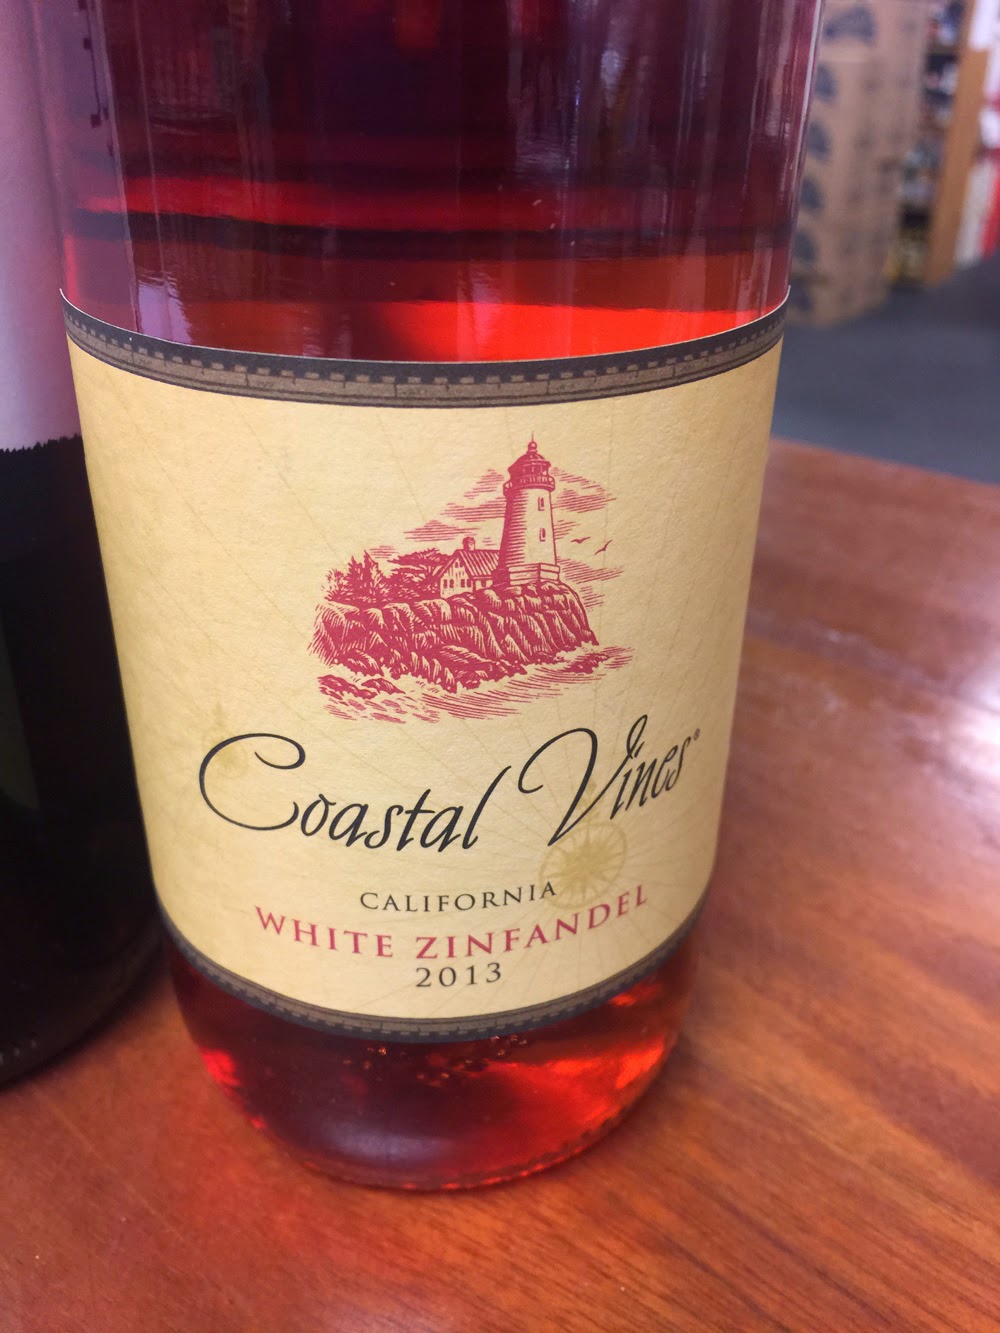 Coastal Vines®
CALIFORNIA
WHITE ZINFANDEL
2013